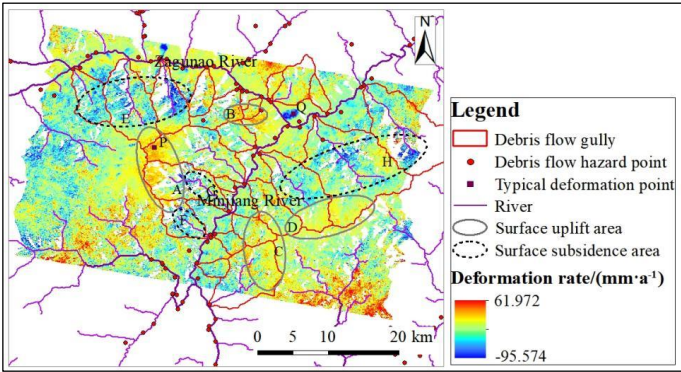 N
Zagunao River
E
B
Q
P
H
A
G
Minjiang River
F
D
C
0 10 20 km
Legend
Debris flow gully
Debris flow hazard point
Typical deformation point
River
Surface uplift area
Surface subsidence area
Deformation rate/(mm·a⁻¹)
61.972
-95.574